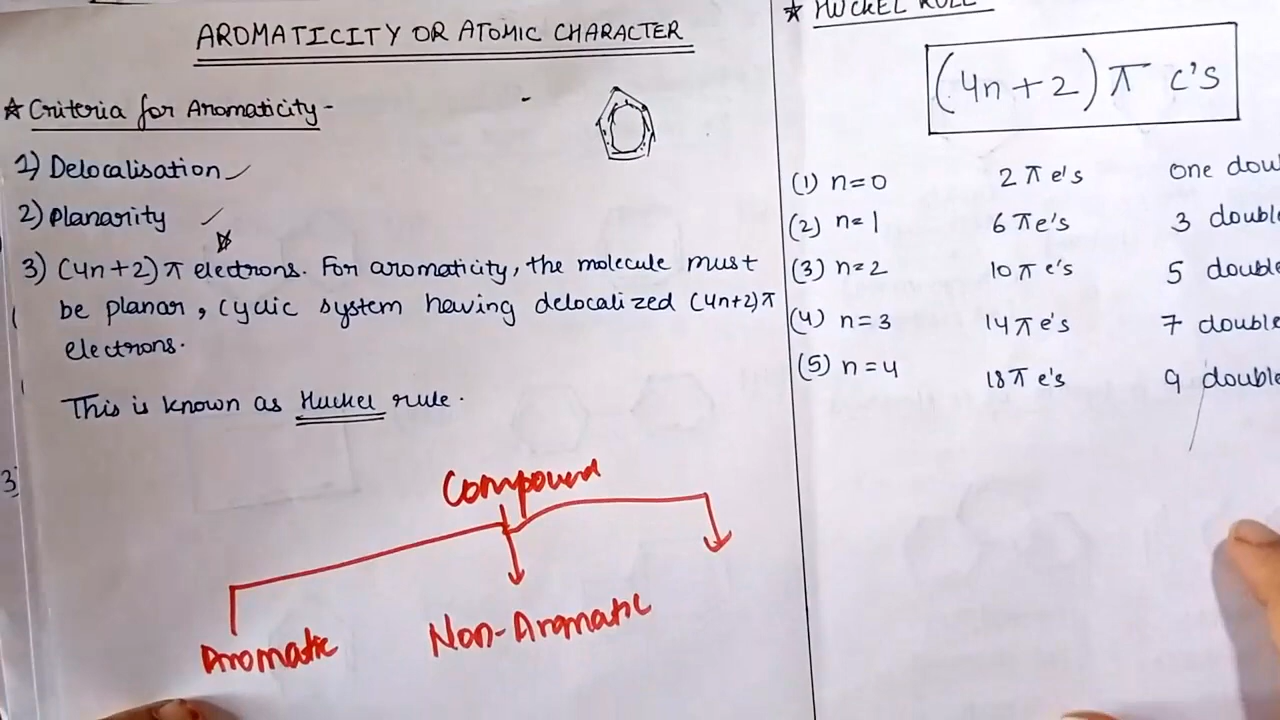 AROMATICITY OR ATOMIC CHARACTER
★ Criteria for Aromaticity-
1) Delocalisation ✓
2) Planarity ✓
3) (4n+2) π electrons. For aromaticity, the molecule must
be planar, cyclic system having delocalized (4n+2)π
electrons.
This is known as Huckel rule.
3
Compound
Aromatic
Non-Aromatic
★ HUCKEL RULE
(4n+2) π e's
(1) n=0 2 π e's one dou
(2) n=1 6 π e's 3 double
(3) n=2 10 π e's 5 double
(4) n=3 14 π e's 7 double
(5) n=4 18 π e's 9 double